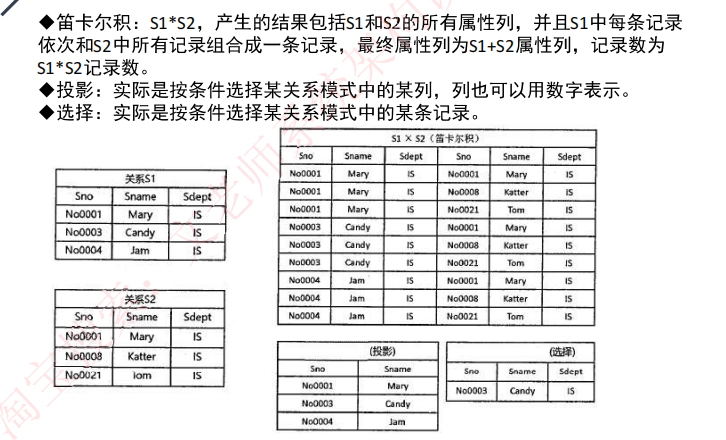 ◆笛卡尔积：S1*S2，产生的结果包括S1和S2的所有属性列，并且S1中每条记录
依次和S2中所有记录组合成一条记录，最终属性列为S1+S2属性列，记录数为
S1*S2记录数。
◆投影：实际是按条件选择某关系模式中的某列，列也可以用数字表示。
◆选择：实际是按条件选择某关系模式中的某条记录。
关系S1
Sno Sname Sdept
No0001 Mary IS
No0003 Candy IS
No0004 Jam IS
关系S2
Sno Sname Sdept
No0001 Mary IS
No0008 Katter IS
No0021 Tom IS
S1 × S2（笛卡尔积）
Sno Sname Sdept Sno Sname Sdept
No0001 Mary IS No0001 Mary IS
No0001 Mary IS No0008 Katter IS
No0001 Mary IS No0021 Tom IS
No0003 Candy IS No0001 Mary IS
No0003 Candy IS No0008 Katter IS
No0003 Candy IS No0021 Tom IS
No0004 Jam IS No0001 Mary IS
No0004 Jam IS No0008 Katter IS
No0004 Jam IS No0021 Tom IS
(投影)
Sno Sname
No0001 Mary
No0003 Candy
No0004 Jam
(选择)
Sno Sname Sdept
No0003 Candy IS